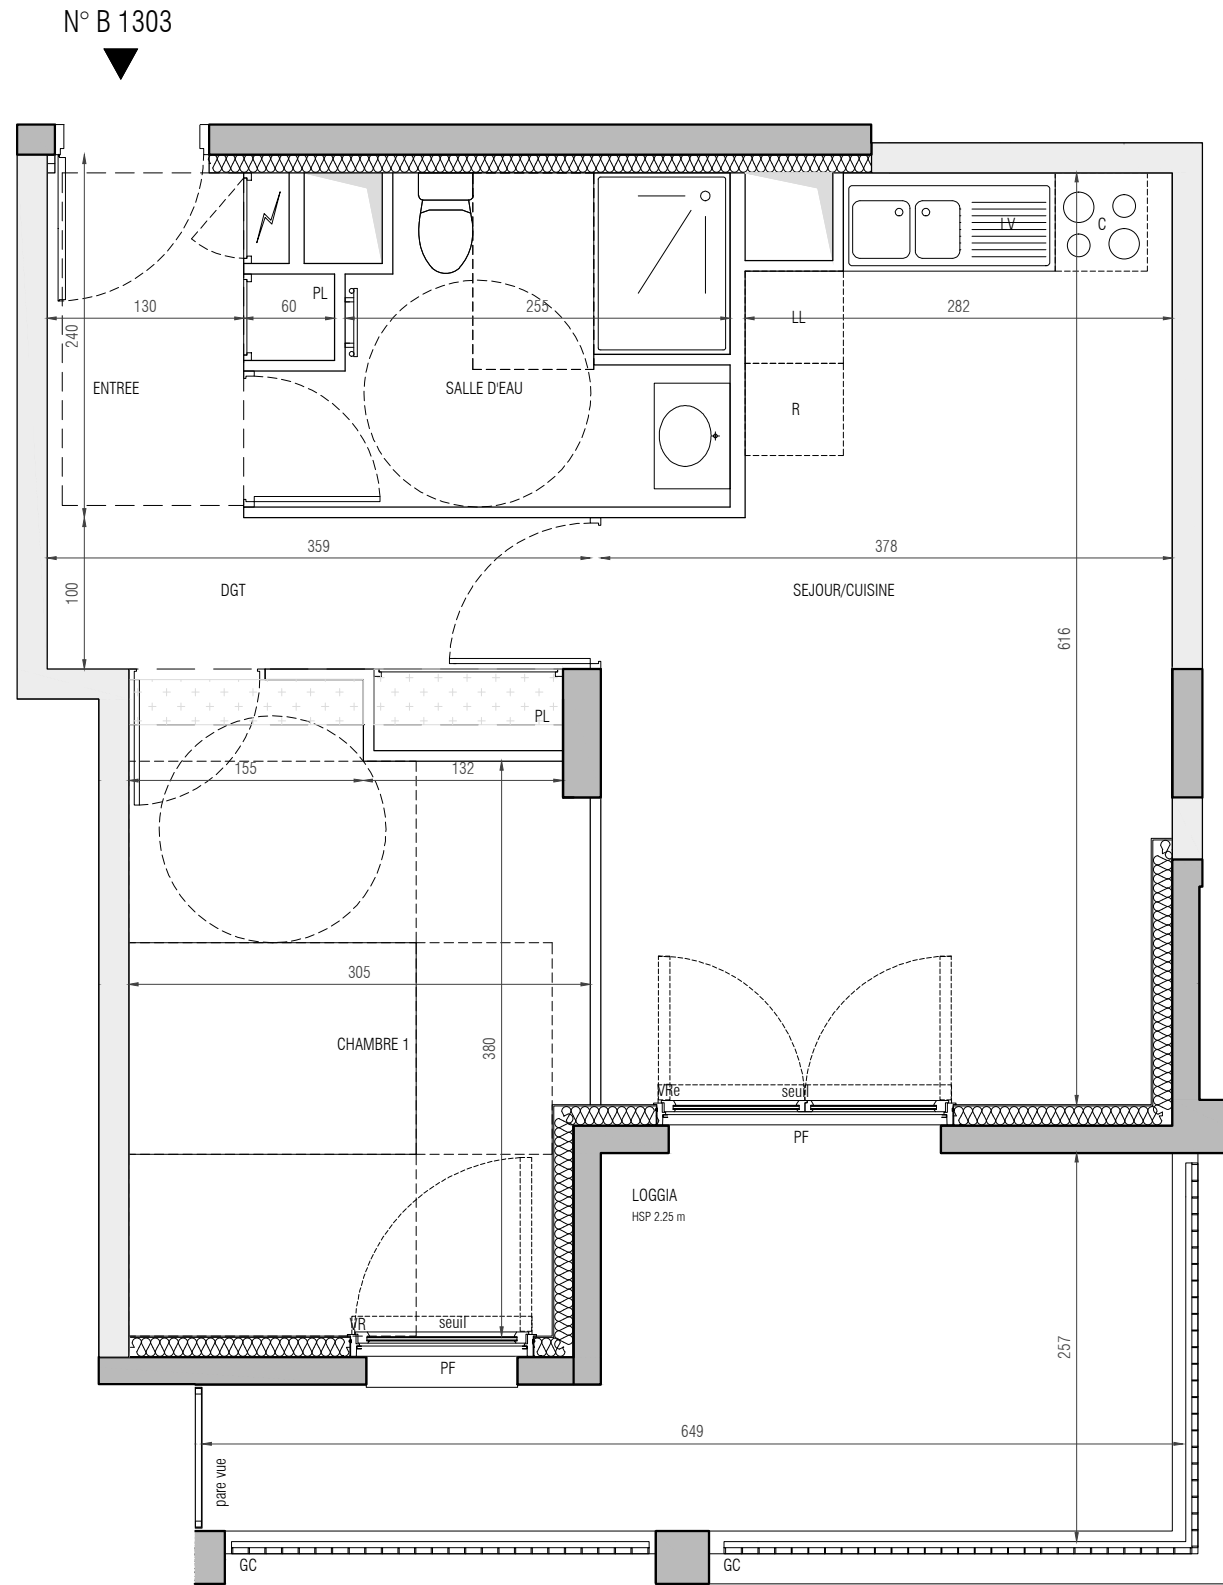 N° B 1303
LV
C
PL
130
60
255
282
LL
240
ENTREE
SALLE D'EAU
R
359
378
100
DGT
SEJOUR/CUISINE
616
PL
155
132
305
CHAMBRE 1
380
VRe
seuil
PF
LOGGIA
HSP 2.25 m
VR
seuil
PF
257
649
pare vue
GC
GC